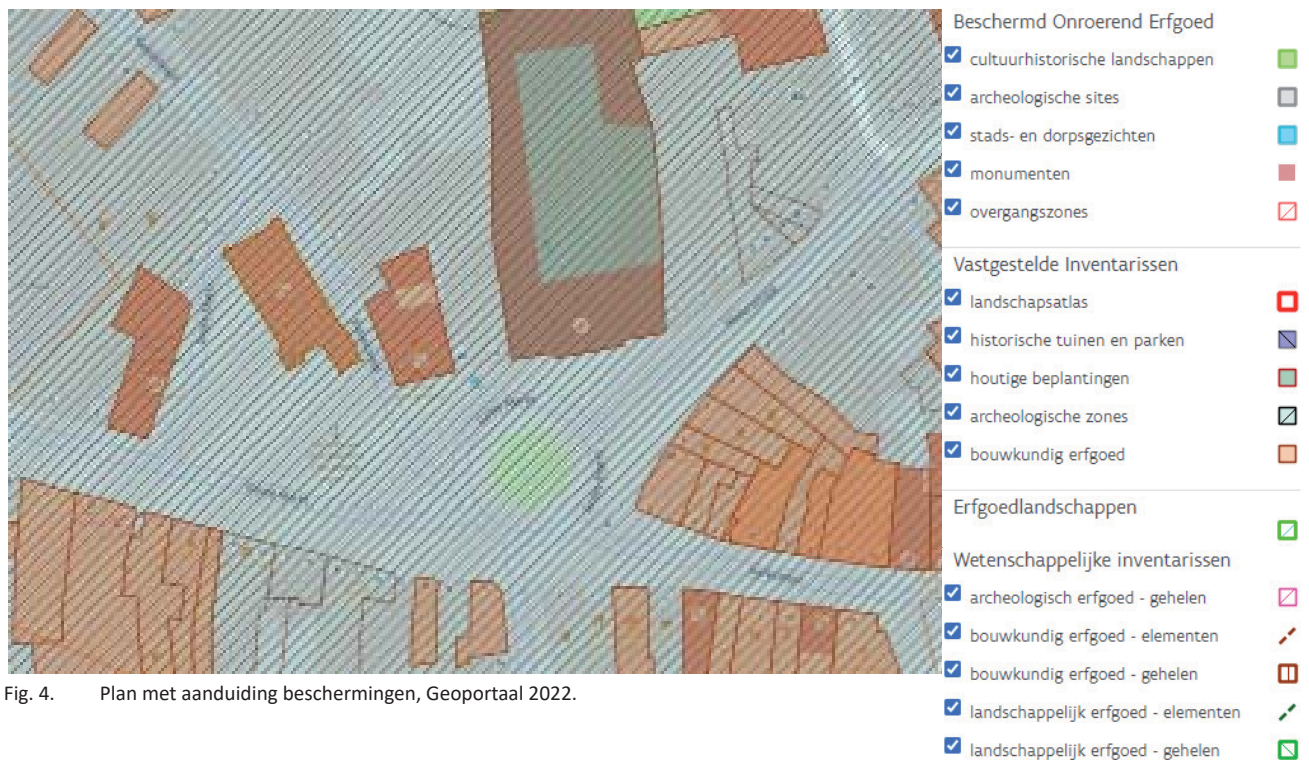 Beschermd Onroerend Erfgoed
cultuurhistorische landschappen
archeologische sites
stads- en dorpsgezichten
monumenten
overgangszones
Vastgestelde Inventarissen
landschapsatlas
historische tuinen en parken
houtige beplantingen
archeologische zones
bouwkundig erfgoed
Erfgoedlandschappen
Wetenschappelijke inventarissen
archeologisch erfgoed - gehelen
bouwkundig erfgoed - elementen
bouwkundig erfgoed - gehelen
landschappelijk erfgoed - elementen
landschappelijk erfgoed - gehelen
Fig. 4. Plan met aanduiding beschermingen, Geoportaal 2022.